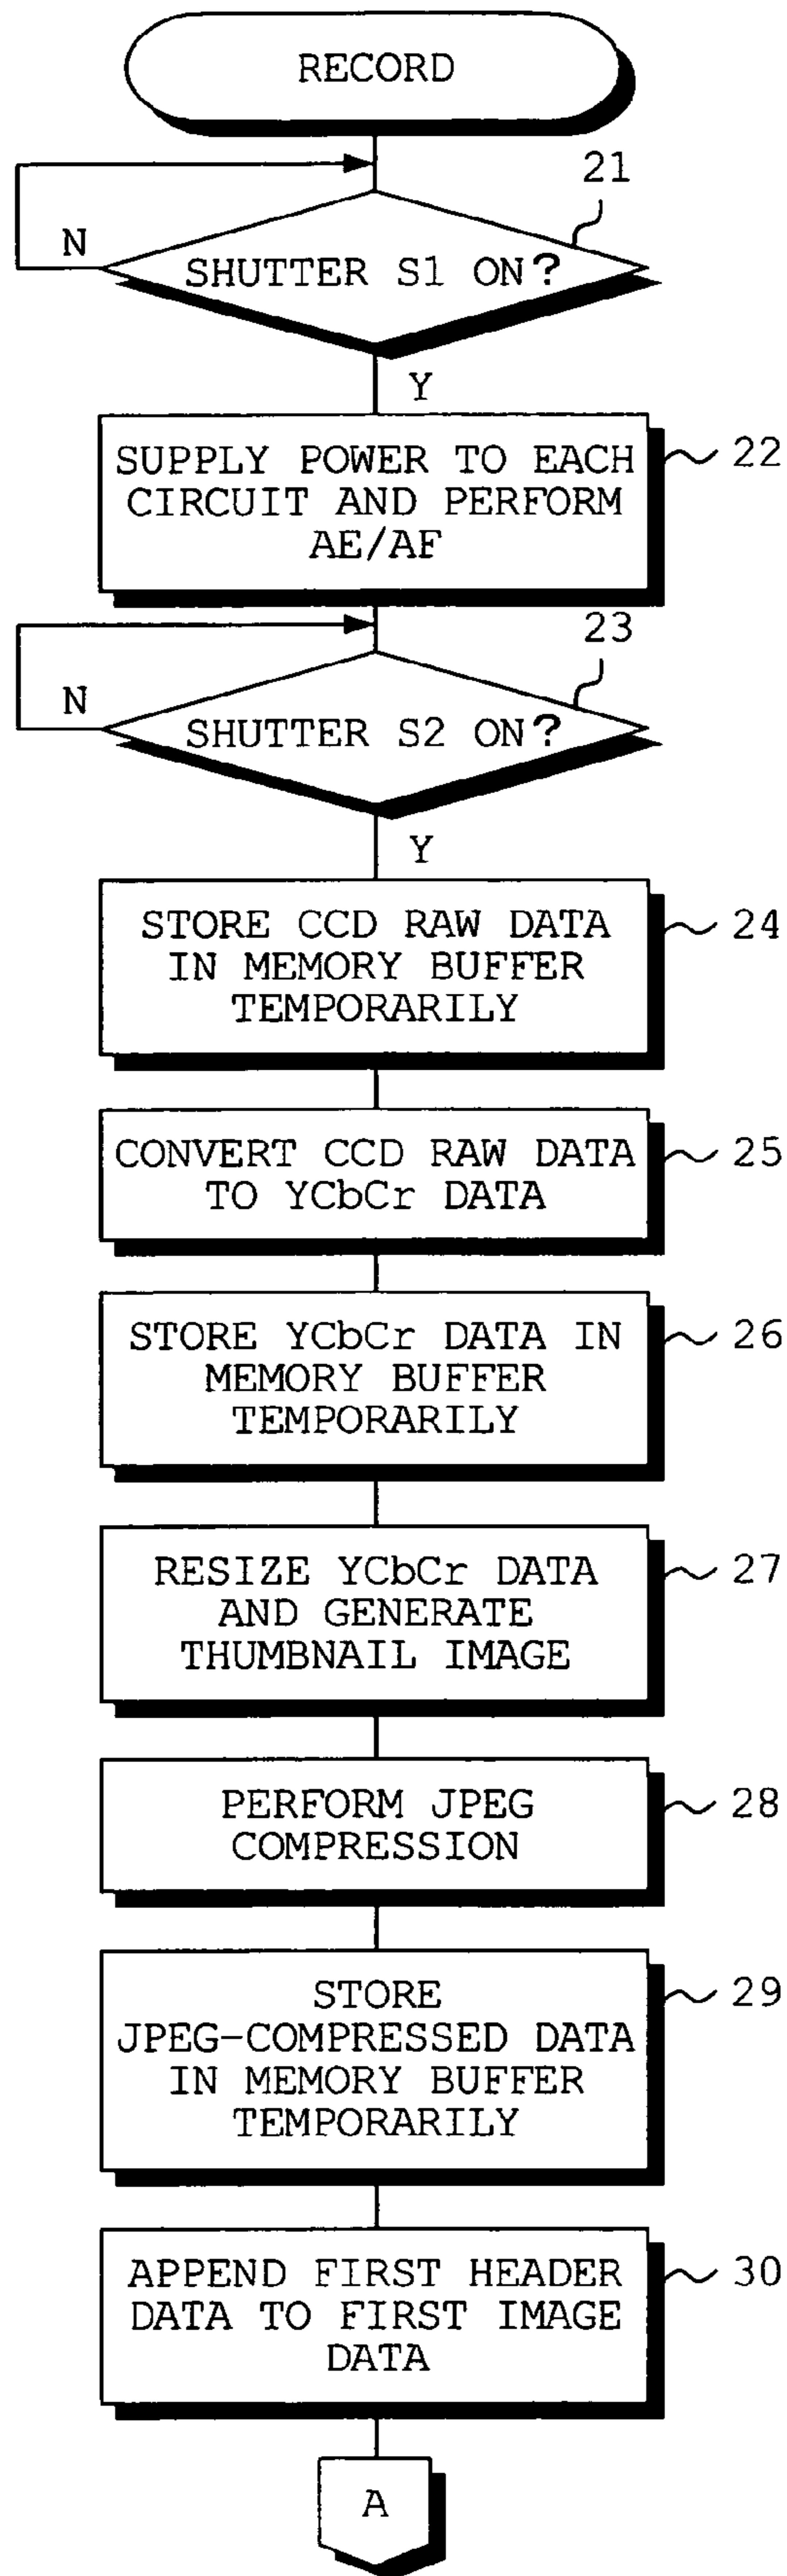 RECORD
21
N
SHUTTER S1 ON?
Y
SUPPLY POWER TO EACH
CIRCUIT AND PERFORM
AE/AF
22
23
N
SHUTTER S2 ON?
Y
STORE CCD RAW DATA
IN MEMORY BUFFER
TEMPORARILY
24
CONVERT CCD RAW DATA
TO YCbCr DATA
25
STORE YCbCr DATA IN
MEMORY BUFFER
TEMPORARILY
26
RESIZE YCbCr DATA
AND GENERATE
THUMBNAIL IMAGE
27
PERFORM JPEG
COMPRESSION
28
STORE
JPEG-COMPRESSED DATA
IN MEMORY BUFFER
TEMPORARILY
29
APPEND FIRST HEADER
DATA TO FIRST IMAGE
DATA
30
A